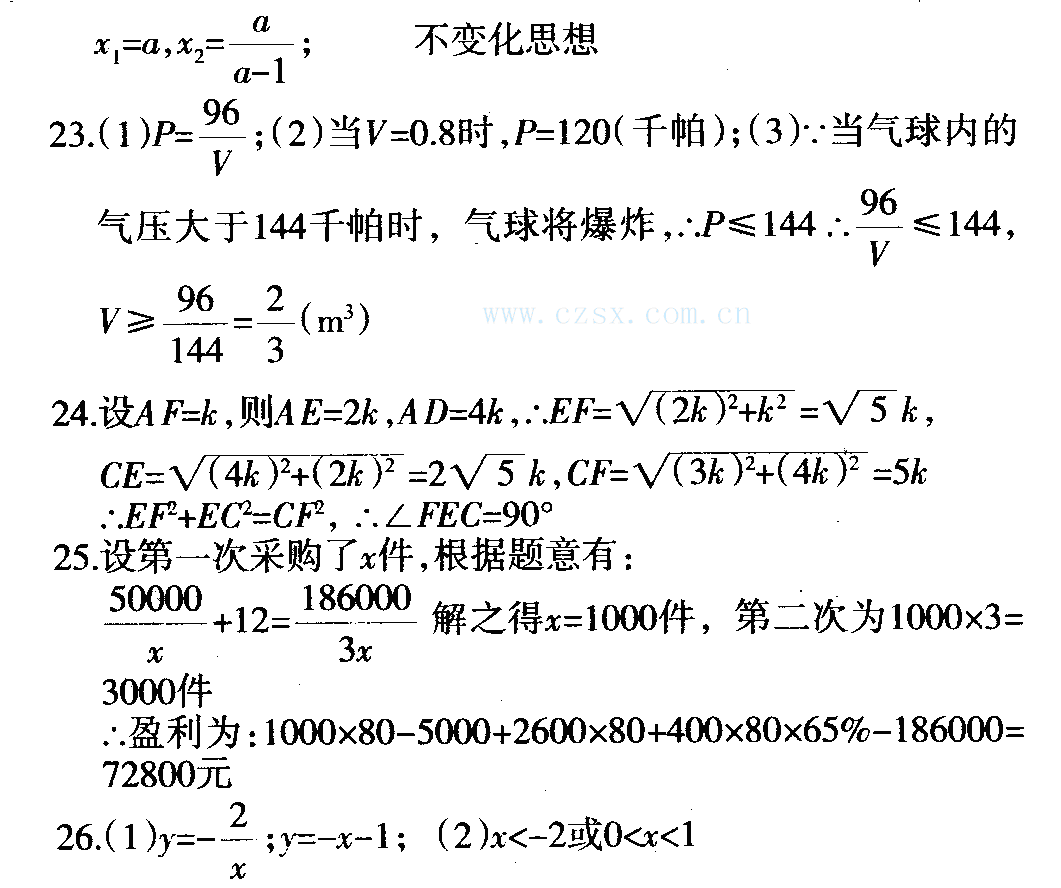 x₁=a,x₂=a/(a-1); 不变化思想
23.(1)P=96/V;(2)当V=0.8时,P=120(千帕);(3)∵当气球内的
气压大于144千帕时,气球将爆炸,∴P≤144∴96/V≤144,
V≥96/144=2/3(m³)
www.czsx.com.cn
24.设AF=k,则AE=2k,AD=4k,∴EF=√((2k)²+k²)=√5k,
CE=√((4k)²+(2k)²)=2√5k,CF=√((3k)²+(4k)²)=5k
∴EF²+EC²=CF²,∴∠FEC=90°
25.设第一次采购了x件,根据题意有:
50000/x+12=186000/3x 解之得x=1000件,第二次为1000×3=
3000件
∴盈利为:1000×80-5000+2600×80+400×80×65%-186000=
72800元
26.(1)y=-2/x;y=-x-1; (2)x<-2或0<x<1